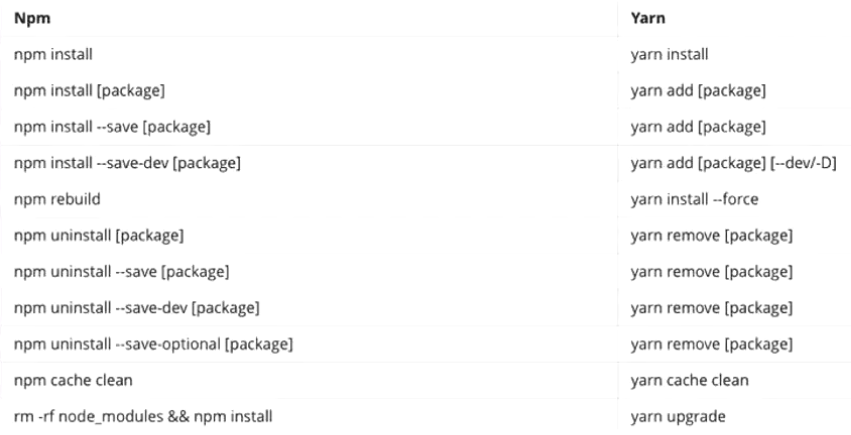 Npm Yarn
npm install yarn install
npm install [package] yarn add [package]
npm install --save [package] yarn add [package]
npm install --save-dev [package] yarn add [package] [--dev/-D]
npm rebuild yarn install --force
npm uninstall [package] yarn remove [package]
npm uninstall --save [package] yarn remove [package]
npm uninstall --save-dev [package] yarn remove [package]
npm uninstall --save-optional [package] yarn remove [package]
npm cache clean yarn cache clean
rm -rf node_modules && npm install yarn upgrade